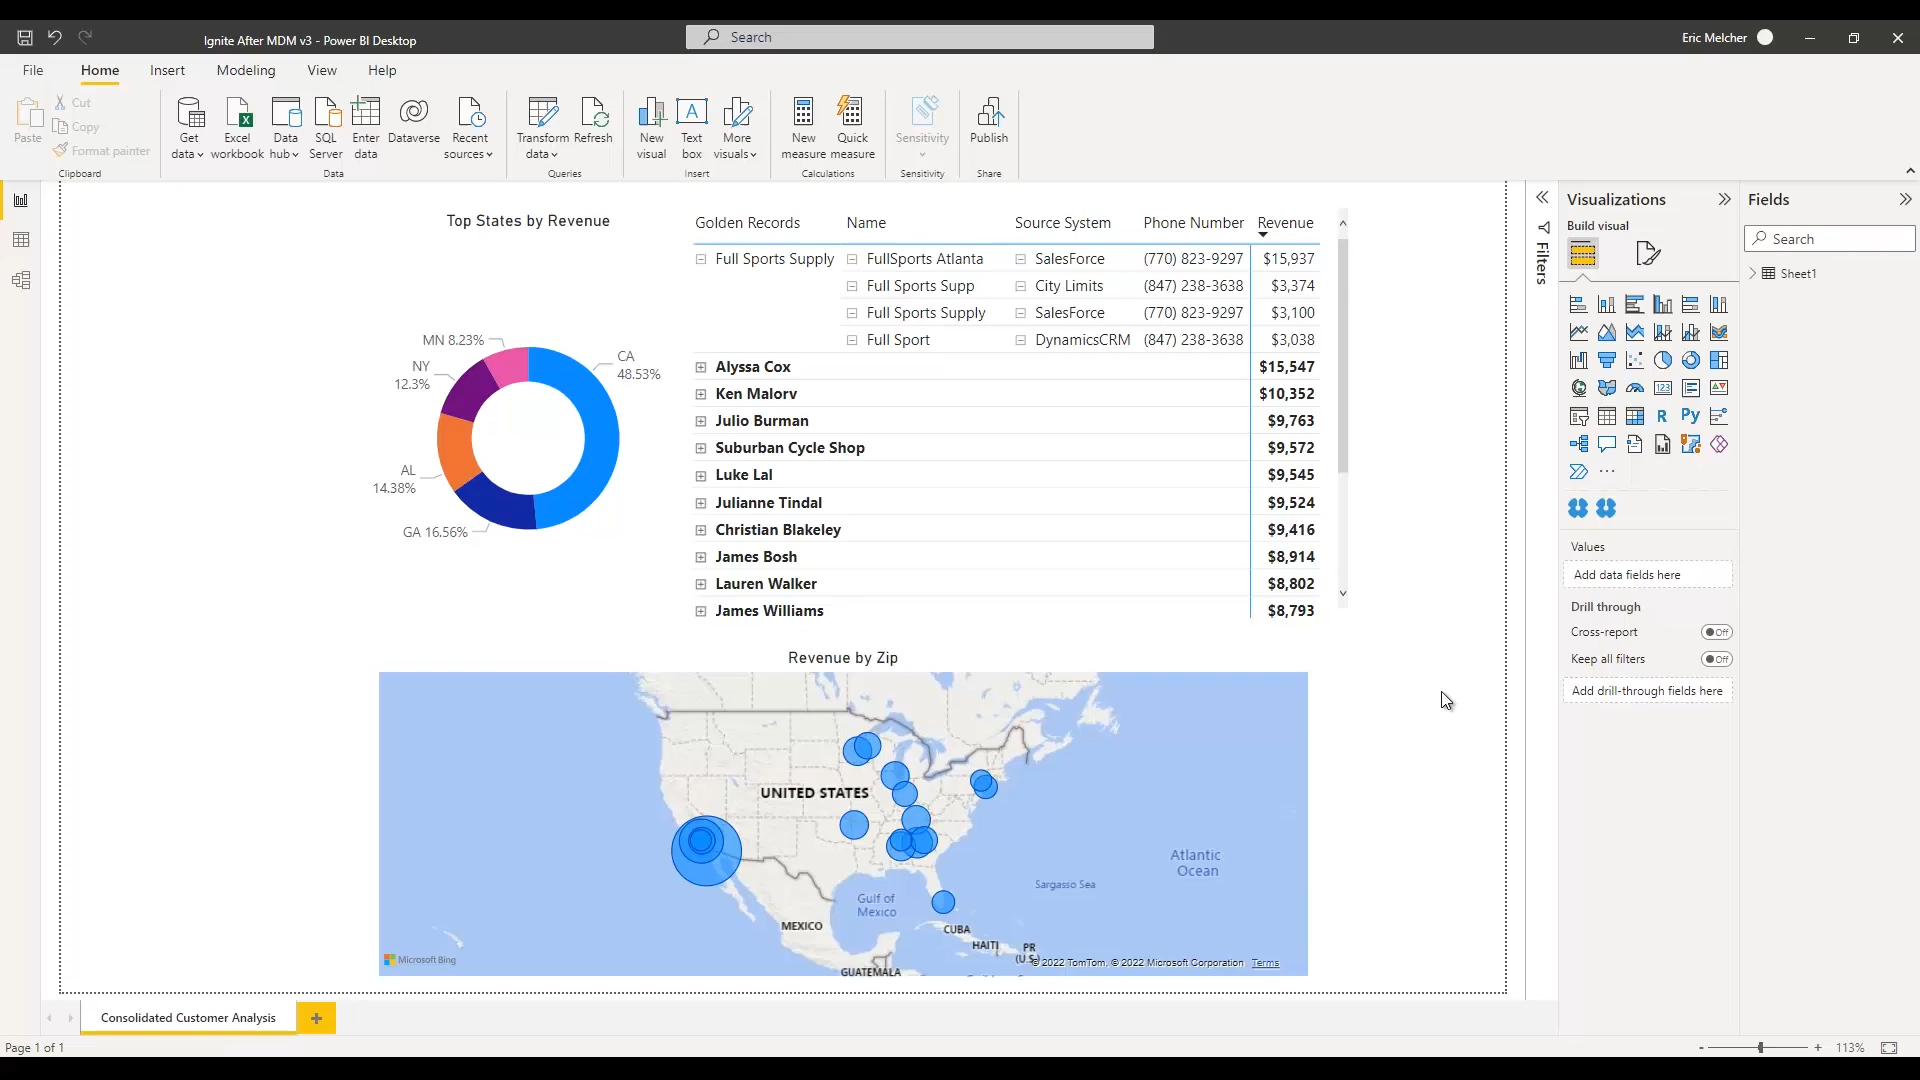 Ignite After MDM v3 - Power BI Desktop
Search
Eric Melcher
File Home Insert Modeling View Help
Paste
Cut
Copy
Format painter
Clipboard
Get data
Excel workbook
Data hub
SQL Server
Enter data
Dataverse
Recent sources
Data
Transform data
Refresh
Queries
New visual
Text box
More visuals
Insert
New measure
Quick measure
Calculations
Sensitivity
Sensitivity
Publish
Share
Top States by Revenue
MN 8.23%
CA
48.53%
NY
12.3%
AL
14.38%
GA 16.56%
Golden Records Name Source System Phone Number Revenue
Full Sports Supply FullSports Atlanta SalesForce (770) 823-9297 $15,937
Full Sports Supp City Limits (847) 238-3638 $3,374
Full Sports Supply SalesForce (770) 823-9297 $3,100
Full Sport DynamicsCRM (847) 238-3638 $3,038
Alyssa Cox $15,547
Ken Malorv $10,352
Julio Burman $9,763
Suburban Cycle Shop $9,572
Luke Lal $9,545
Julianne Tindal $9,524
Christian Blakeley $9,416
James Bosh $8,914
Lauren Walker $8,802
James Williams $8,793
Revenue by Zip
UNITED STATES
Atlantic
Ocean
Sargasso Sea
Gulf of
Mexico
MEXICO
CUBA
HAITI
PR
(U.S.)
GUATEMALA
Microsoft Bing
© 2022 TomTom, © 2022 Microsoft Corporation Terms
Filters
Visualizations
Build visual
R
Py
123
Values
Add data fields here
Drill through
Cross-report Off
Keep all filters Off
Add drill-through fields here
Fields
Search
Sheet1
Consolidated Customer Analysis
Page 1 of 1
- + 113%